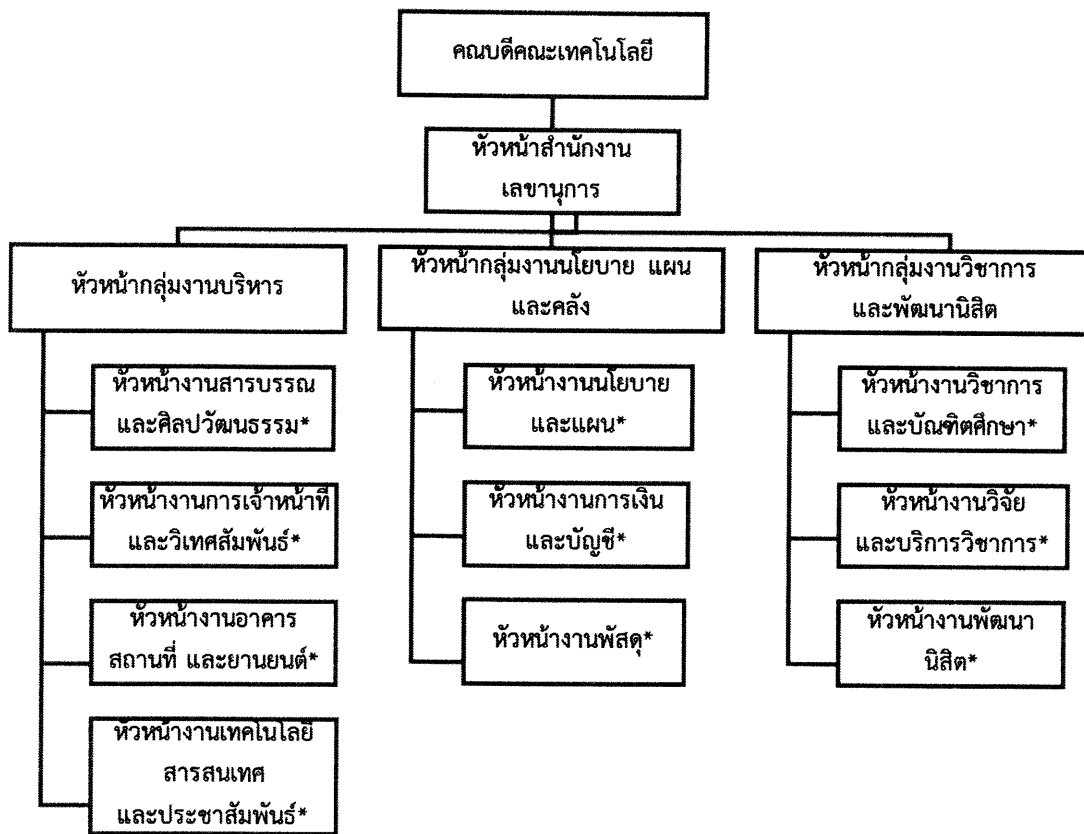 คณบดีคณะเทคโนโลยี
หัวหน้าสำนักงาน
เลขานุการ
หัวหน้ากลุ่มงานบริหาร
หัวหน้างานสารบรรณ
และศิลปวัฒนธรรม*
หัวหน้างานการเจ้าหน้าที่
และวิเทศสัมพันธ์*
หัวหน้างานอาคาร
สถานที่ และยานยนต์*
หัวหน้างานเทคโนโลยี
สารสนเทศ
และประชาสัมพันธ์*
หัวหน้ากลุ่มงานนโยบาย แผน
และคลัง
หัวหน้างานนโยบาย
และแผน*
หัวหน้างานการเงิน
และบัญชี*
หัวหน้างานพัสดุ*
หัวหน้ากลุ่มงานวิชาการ
และพัฒนานิสิต
หัวหน้างานวิชาการ
และบัณฑิตศึกษา*
หัวหน้างานวิจัย
และบริการวิชาการ*
หัวหน้างานพัฒนา
นิสิต*